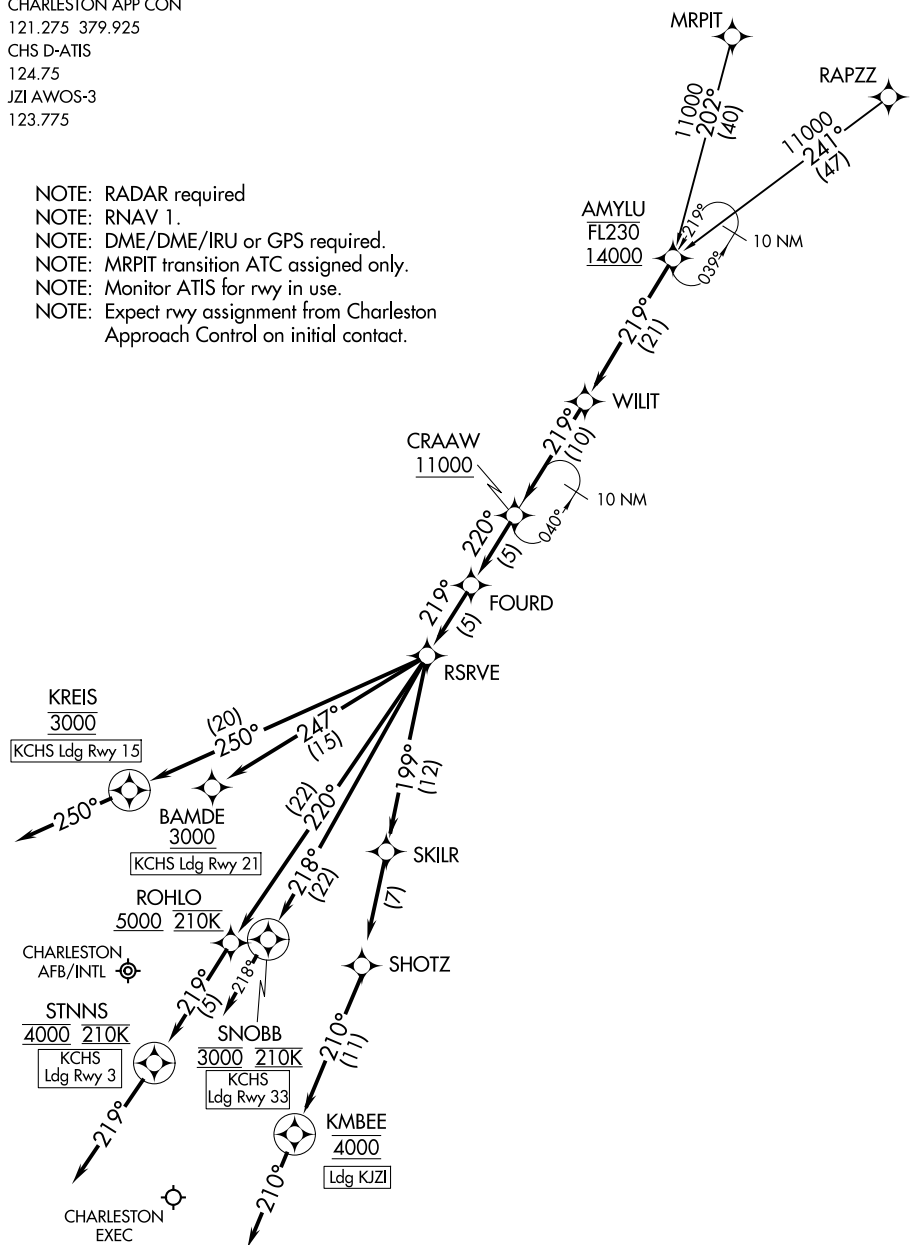 CHARLESTON APP CON
121.275 379.925
CHS D-ATIS
124.75
JZI AWOS-3
123.775
NOTE: RADAR required
NOTE: RNAV 1.
NOTE: DME/DME/IRU or GPS required.
NOTE: MRPIT transition ATC assigned only.
NOTE: Monitor ATIS for rwy in use.
NOTE: Expect rwy assignment from Charleston
Approach Control on initial contact.
MRPIT
11000
202°
(40)
RAPZZ
11000
241°
(47)
AMYLU
FL230
14000
219°
039°
10 NM
219°
(21)
WILIT
219°
(10)
CRAAW
11000
040°
10 NM
220°
(5)
FOURD
219°
(5)
RSRVE
KREIS
3000
KCHS Ldg Rwy 15
(20)
250°
250°
247°
(15)
BAMDE
3000
KCHS Ldg Rwy 21
(22)
220°
218°
(22)
199°
(12)
SKILR
(7)
SHOTZ
ROHLO
5000 210K
CHARLESTON
AFB/INTL
219°
(5)
218°
STNNS
4000 210K
KCHS
Ldg Rwy 3
219°
SNOBB
3000 210K
KCHS
Ldg Rwy 33
210°
(11)
KMBEE
4000
Ldg KJZI
210°
CHARLESTON
EXEC